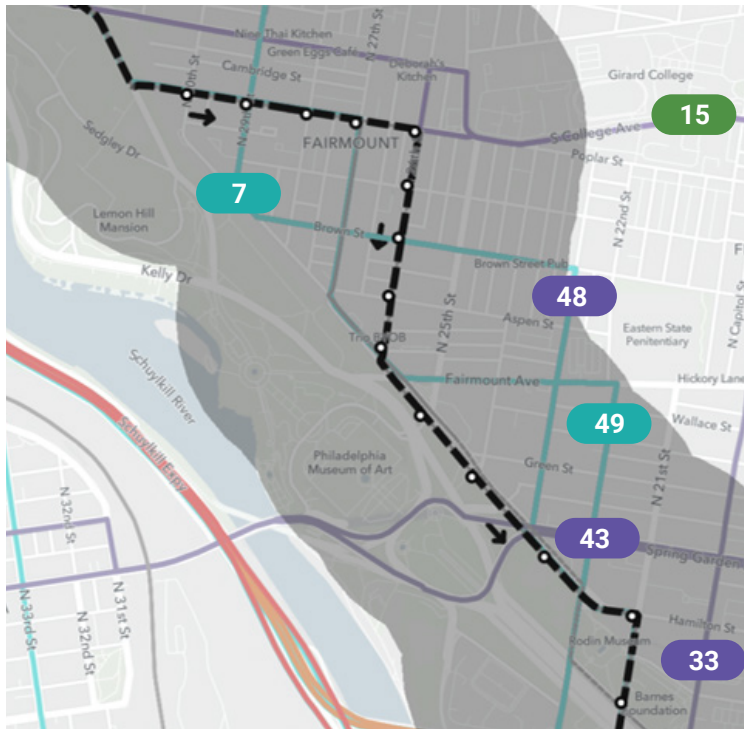 Nine Thai Kitchen
Green Eggs Café
N 27th St
Deborah's
Kitchen
Cambridge St
Girard College
15
N 29th
S College Ave
Sedgley Dr
FAIRMOUNT
Poplar St
7
Lemon Hill
Mansion
N 22nd St
Brown St
Kelly Dr
Brown Street Pub
48
N 25th St
Aspen St
Eastern State
Penitentiary
N Capitol St
Schuylkill River
Fairmount Ave
Hickory Lane
49
Wallace St
Schuylkill Expy
Philadelphia
Museum of Art
Green St
N 21st St
N 32nd St
43
Spring Garden
N 33rd St
N 32nd St
N 31st St
Hamilton St
Rodin Museum
33
Barnes
Foundation